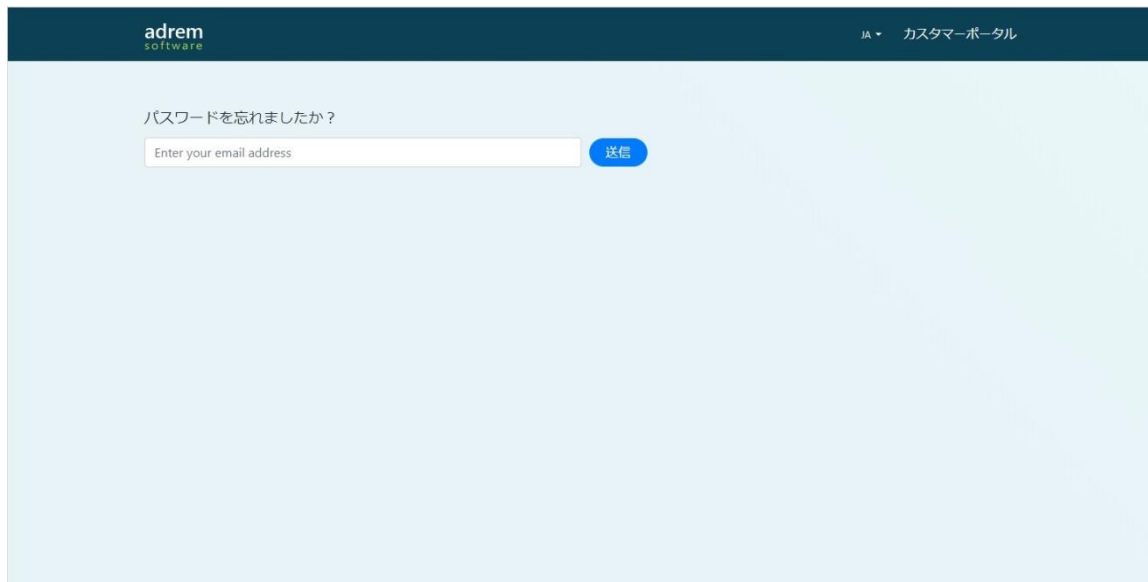 adrem
software
JA カスタマーポータル
パスワードを忘れましたか？
Enter your email address
送信